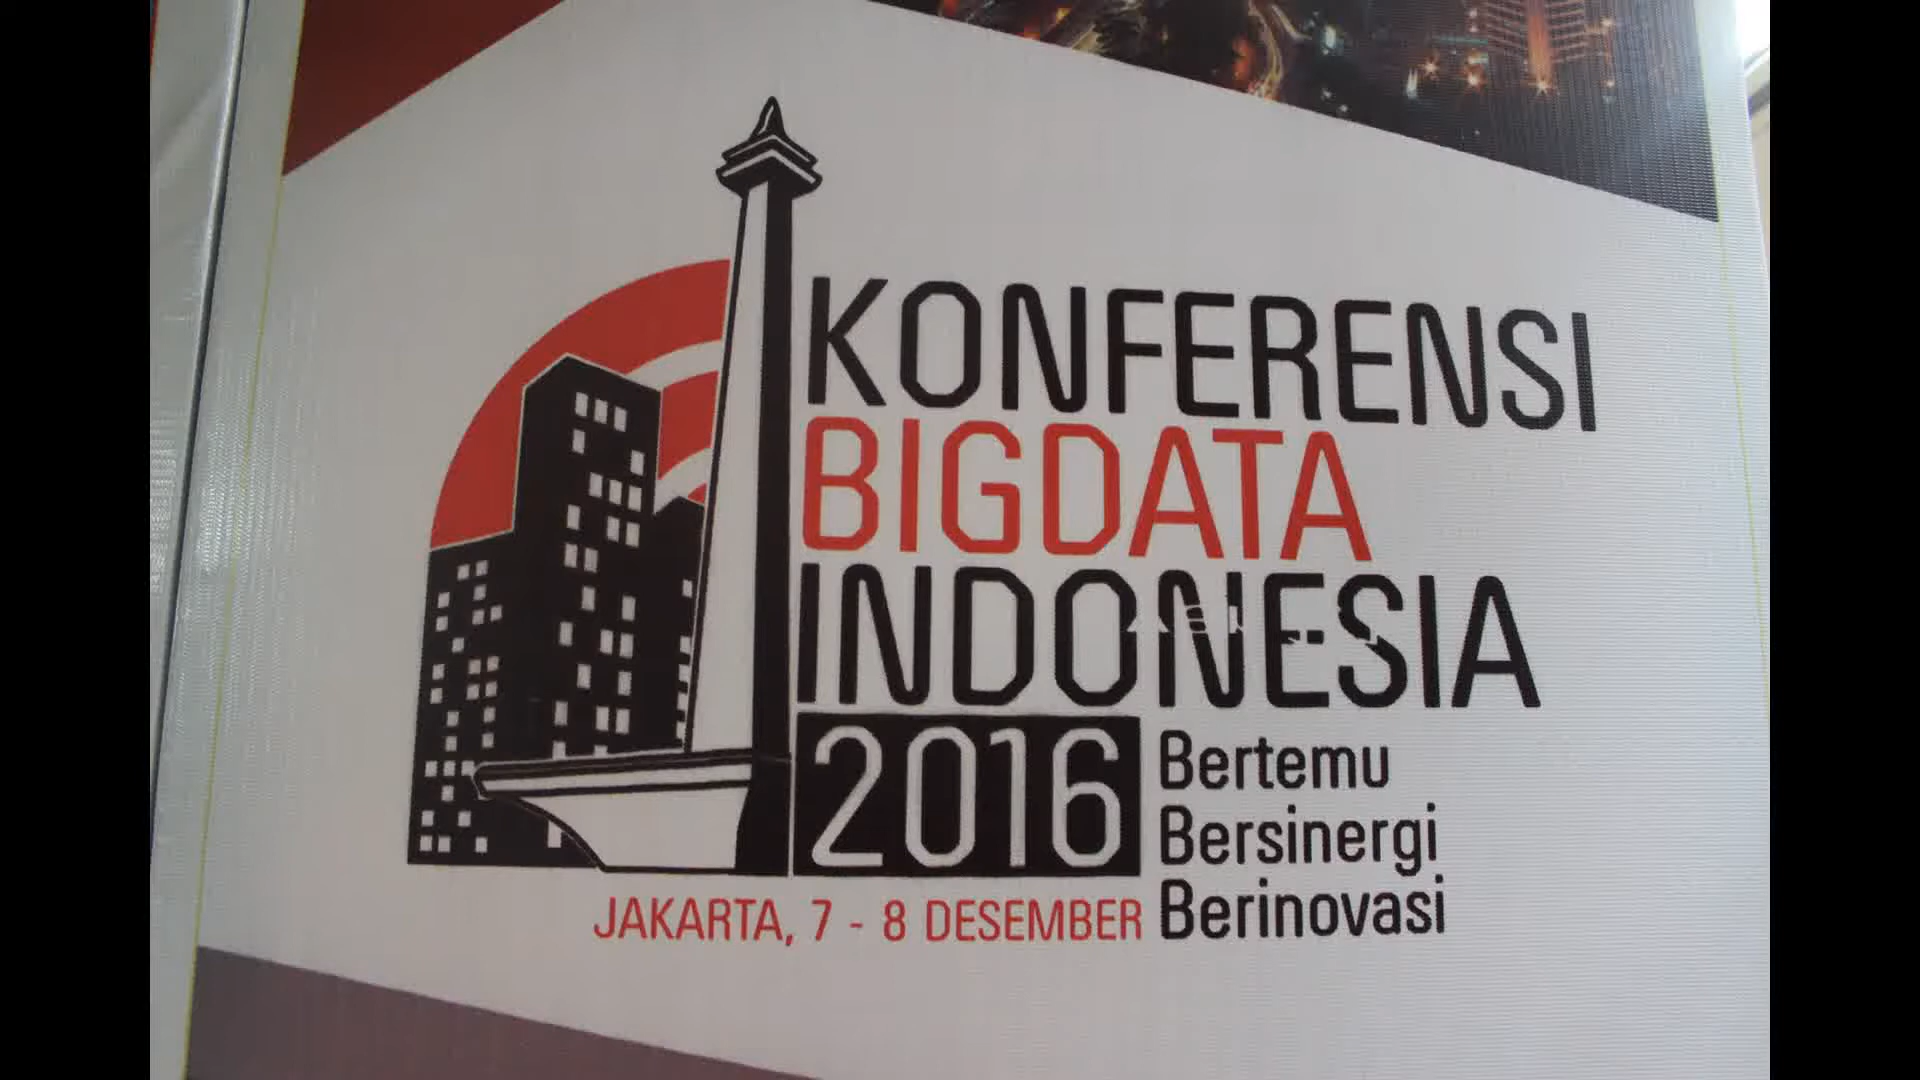 KONFERENSI
BIGDATA
INDONESIA
2016
Bertemu
Bersinergi
Berinovasi
JAKARTA, 7 - 8 DESEMBER